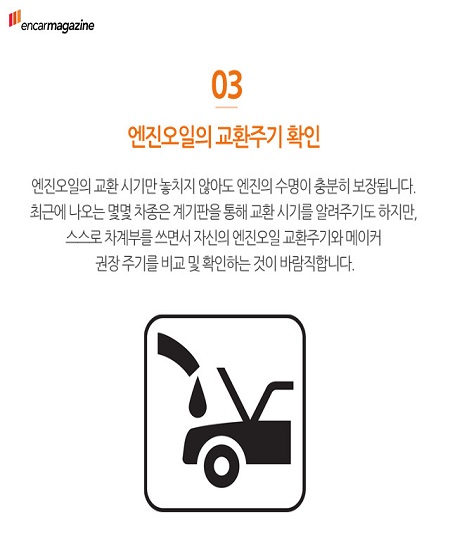 encarmagazine
03
엔진오일의 교환주기 확인
엔진오일의 교환 시기만 놓치지 않아도 엔진의 수명이 충분히 보장됩니다.
최근에 나오는 몇몇 차종은 계기판을 통해 교환 시기를 알려주기도 하지만,
스스로 차계부를 쓰면서 자신의 엔진오일 교환주기와 메이커
권장 주기를 비교 및 확인하는 것이 바람직합니다.